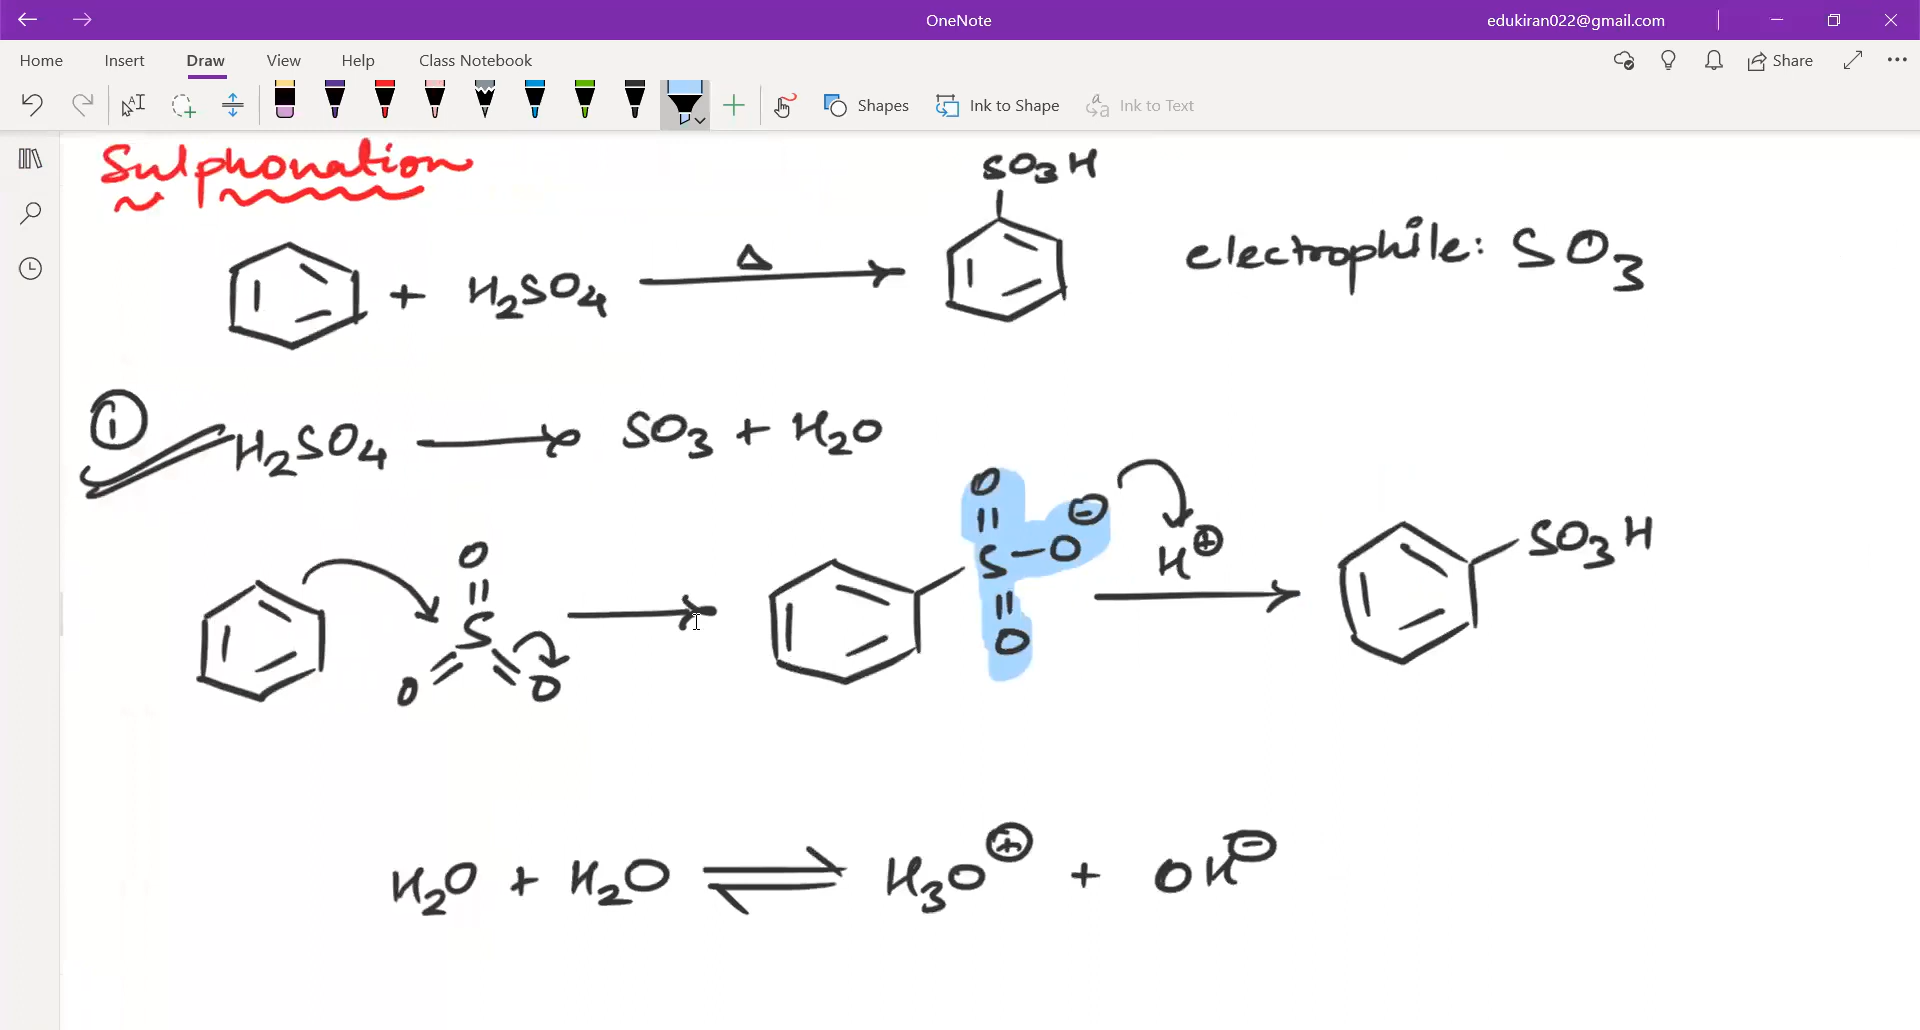 OneNote
edukiran022@gmail.com
Home Insert Draw View Help Class Notebook
Share
Shapes Ink to Shape Ink to Text
Sulphonation
SO3H
+ H2SO4 Δ
electrophile: SO3
1 H2SO4 ⟶ SO3 + H2O
O
O ⊖
S - O
H⊕
SO3H
O
S
O O
O
H2O + H2O ⇌ H3O⊕ + OH⊖